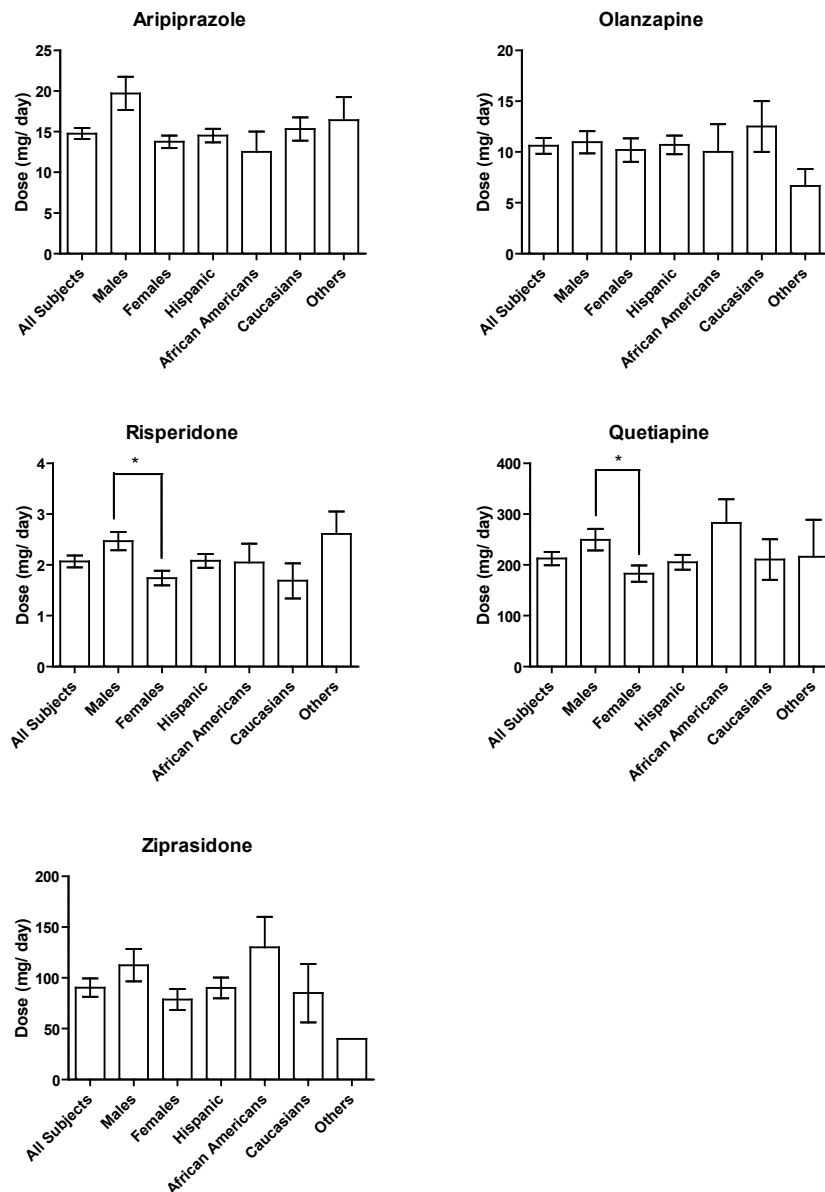 Aripiprazole
Dose (mg/ day)
25
20
15
10
5
0
All Subjects
Males
Females
Hispanic
African Americans
Caucasians
Others
Olanzapine
Dose (mg/ day)
20
15
10
5
0
All Subjects
Males
Females
Hispanic
African Americans
Caucasians
Others
Risperidone
Dose (mg/ day)
4
3
2
1
0
*
All Subjects
Males
Females
Hispanic
African Americans
Caucasians
Others
Quetiapine
Dose (mg/ day)
400
300
200
100
0
*
All Subjects
Males
Females
Hispanic
African Americans
Caucasians
Others
Ziprasidone
Dose (mg/ day)
200
150
100
50
0
All Subjects
Males
Females
Hispanic
African Americans
Caucasians
Others